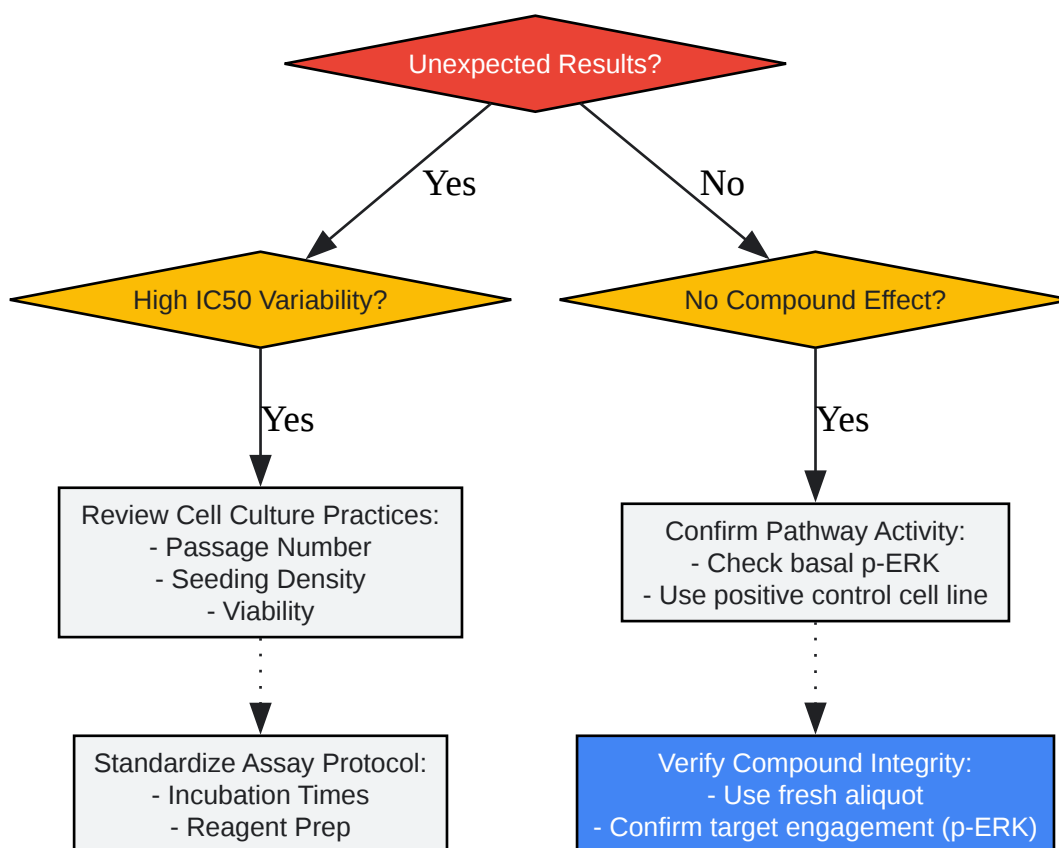 Unexpected Results?
Yes
No
High IC50 Variability?
No Compound Effect?
Yes
Yes
Review Cell Culture Practices:
- Passage Number
- Seeding Density
- Viability
Confirm Pathway Activity:
- Check basal p-ERK
- Use positive control cell line
Standardize Assay Protocol:
- Incubation Times
- Reagent Prep
Verify Compound Integrity:
- Use fresh aliquot
- Confirm target engagement (p-ERK)